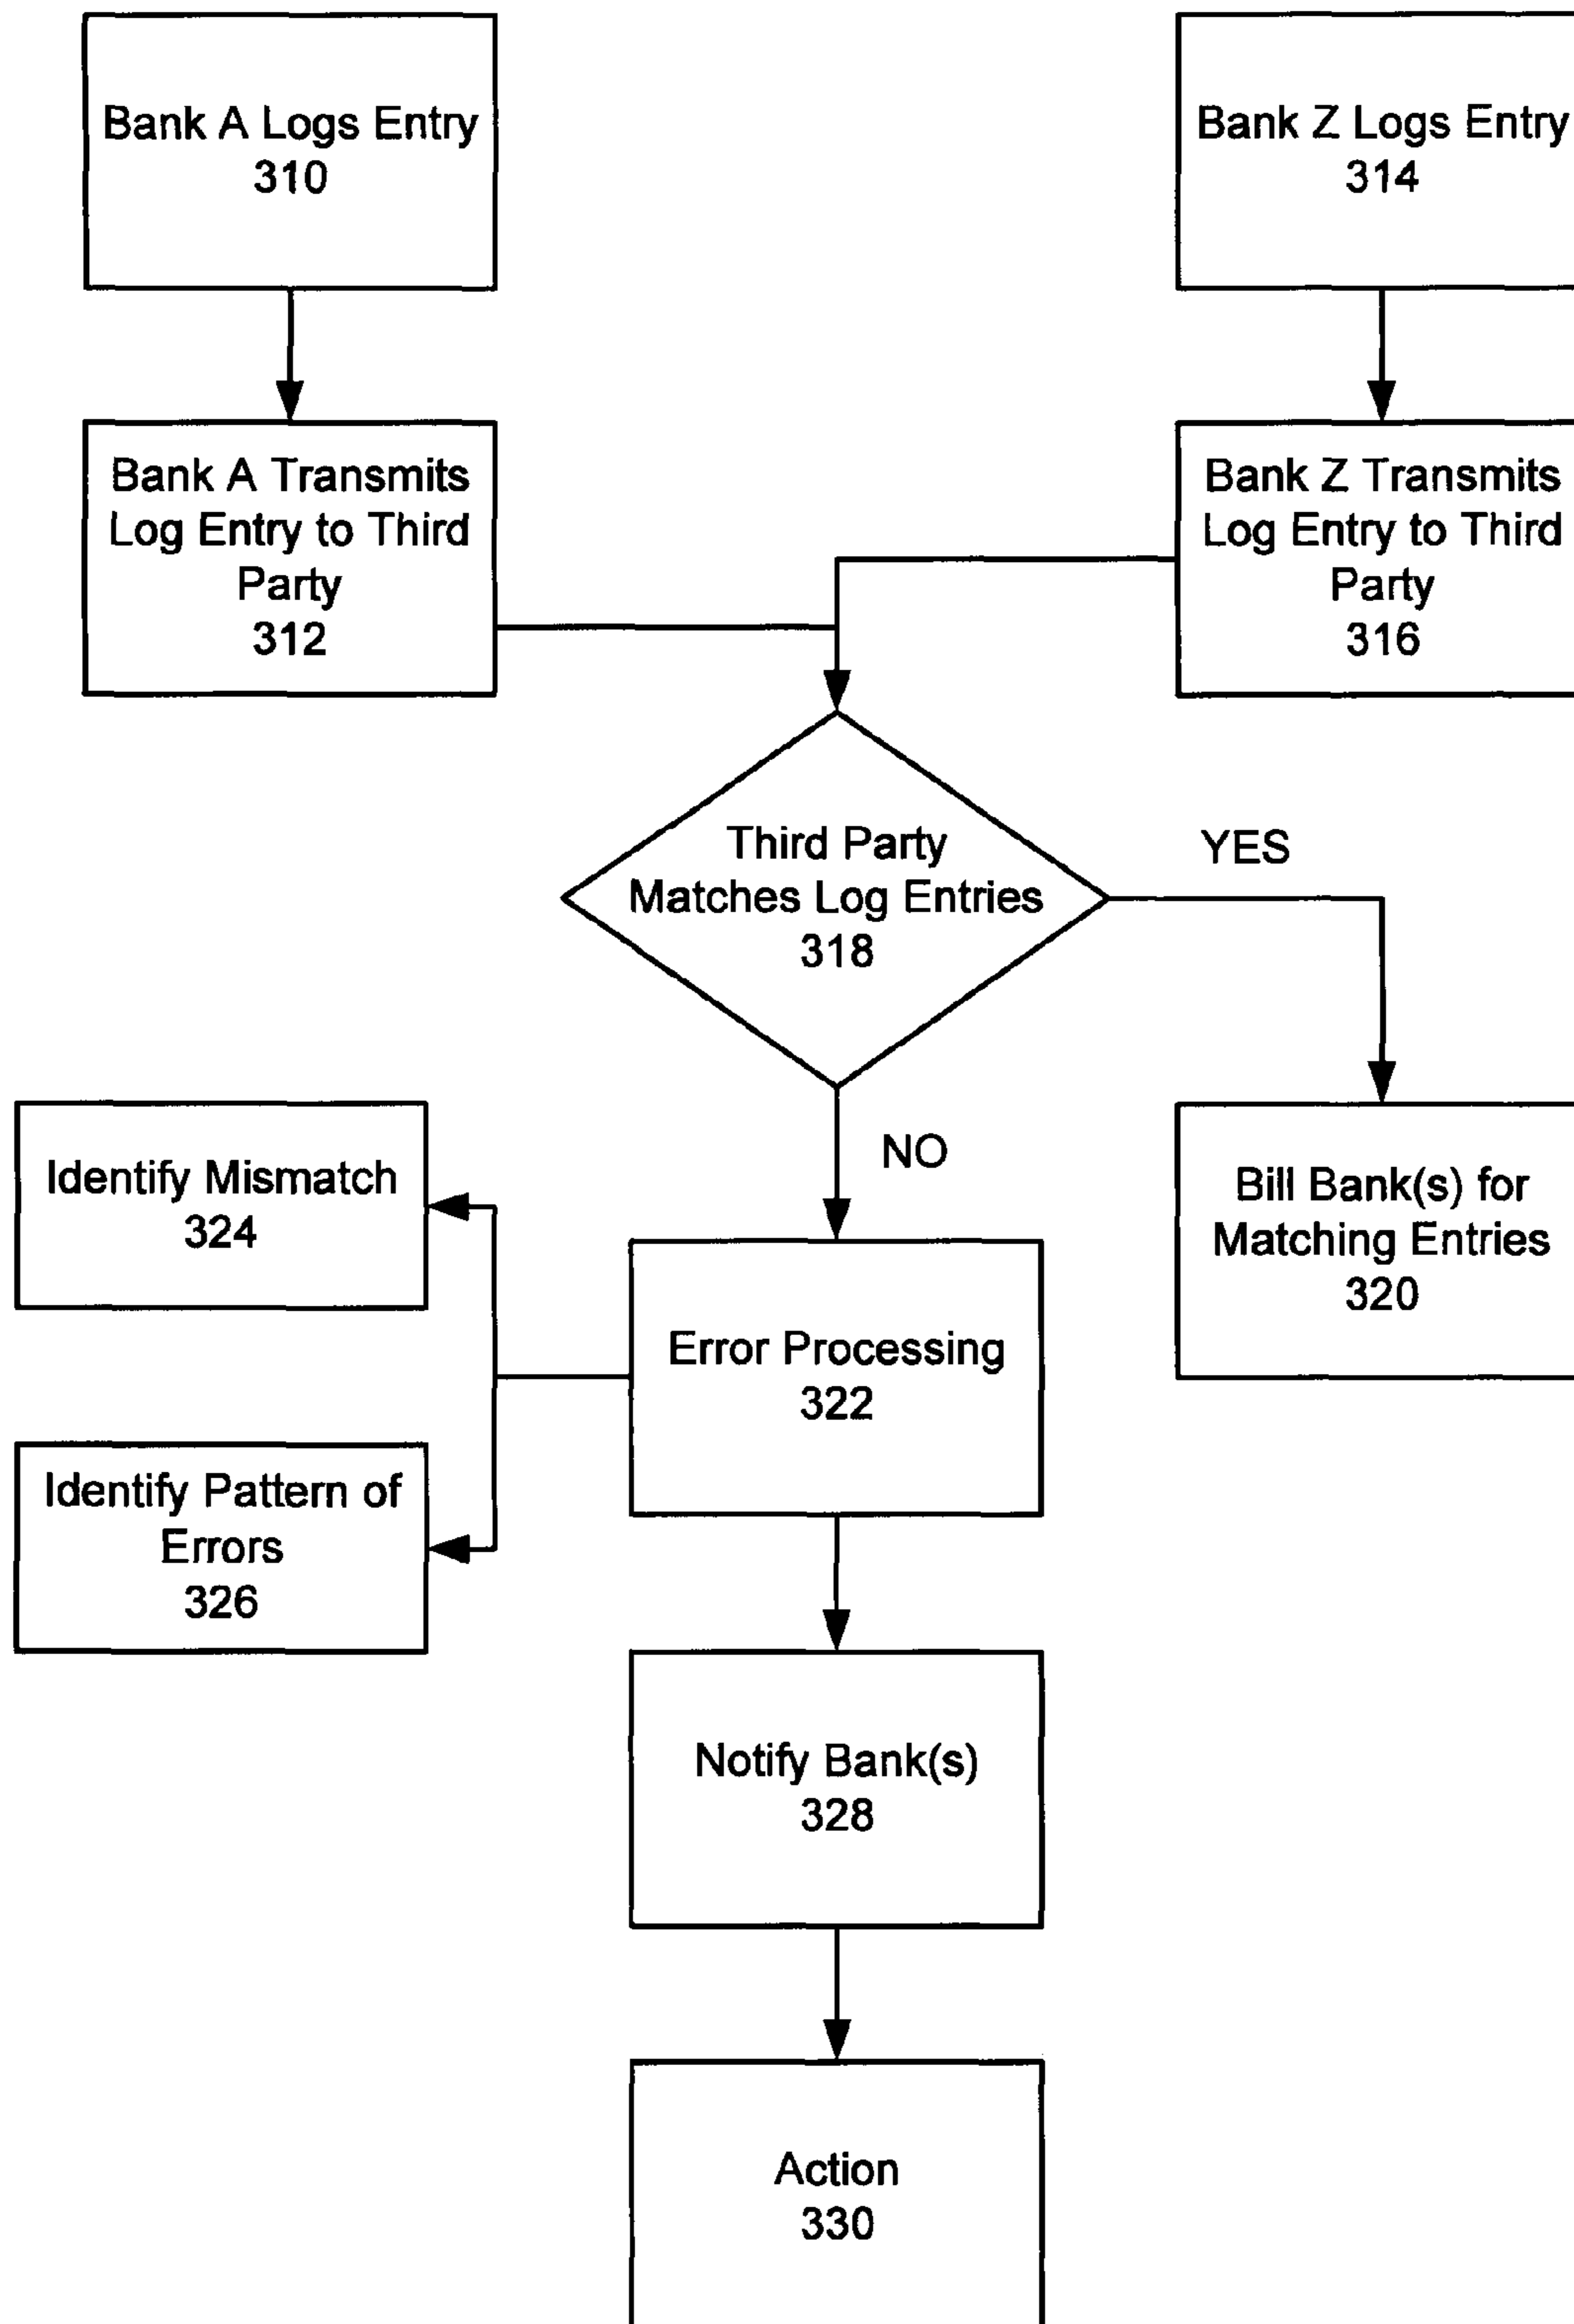 Bank A Logs Entry
310
Bank Z Logs Entry
314
Bank A Transmits
Log Entry to Third
Party
312
Bank Z Transmits
Log Entry to Third
Party
316
Third Party
Matches Log Entries
318
YES
NO
Identify Mismatch
324
Bill Bank(s) for
Matching Entries
320
Error Processing
322
Identify Pattern of
Errors
326
Notify Bank(s)
328
Action
330